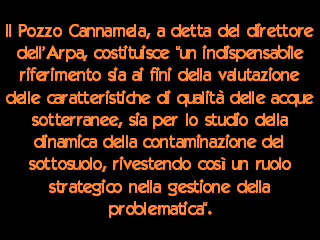 Il Pozzo Cannamela, a detta del direttore
dell'Arpa, costituisce "un indispensabile
riferimento sia ai fini della valutazione
delle caratteristiche di qualità delle acque
sotterranee, sia per lo studio della
dinamica della contaminazione del
sottosuolo, rivestendo così un ruolo
strategico nella gestione della
problematica".